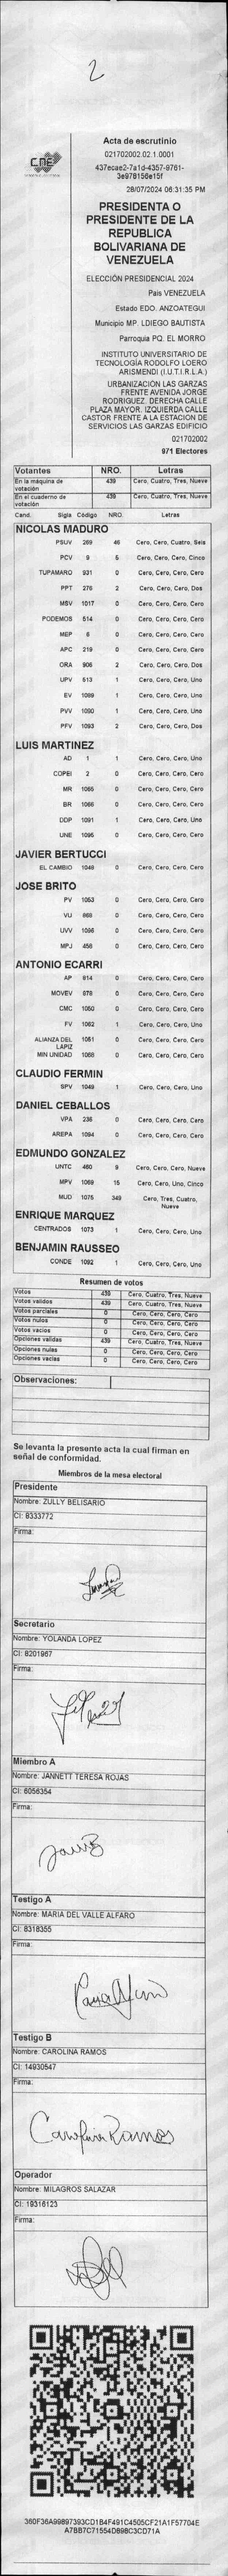 2
CNE
Acta de escrutinio
021702002.02.1.0001
437ecae2-7a1d-4357-9761-
3e978156e15f
28/07/2024 06:31:35 PM
PRESIDENTA O
PRESIDENTE DE LA
REPUBLICA
BOLIVARIANA DE
VENEZUELA
ELECCIÓN PRESIDENCIAL 2024
Pais VENEZUELA
Estado EDO. ANZOATEGUI
Municipio MP. LDIEGO BAUTISTA
Parroquia PQ. EL MORRO
INSTITUTO UNIVERSITARIO DE
TECNOLOGÍA RODOLFO LOERO
ARISMENDI (I.U.T.I.R.L.A.)
URBANIZACIÓN LAS GARZAS
FRENTE AVENIDA JORGE
RODRIGUEZ. DERECHA CALLE
PLAZA MAYOR. IZQUIERDA CALLE
CASTOR FRENTE A LA ESTACION DE
SERVICIOS LAS GARZAS EDIFICIO
021702002
971 Electores
Votantes NRO. Letras
En la máquina de votación 439 Cero, Cuatro, Tres, Nueve
En el cuaderno de votación 439 Cero, Cuatro, Tres, Nueve
Cand. Sigla Código NRO. Letras
NICOLAS MADURO
PSUV 269 46 Cero, Cero, Cuatro, Seis
PCV 9 5 Cero, Cero, Cero, Cinco
TUPAMARO 931 0 Cero, Cero, Cero, Cero
PPT 276 2 Cero, Cero, Cero, Dos
MSV 1017 0 Cero, Cero, Cero, Cero
PODEMOS 514 0 Cero, Cero, Cero, Cero
MEP 6 0 Cero, Cero, Cero, Cero
APC 219 0 Cero, Cero, Cero, Cero
ORA 906 2 Cero, Cero, Cero, Dos
UPV 513 1 Cero, Cero, Cero, Uno
EV 1089 1 Cero, Cero, Cero, Uno
PVV 1090 1 Cero, Cero, Cero, Uno
PFV 1093 2 Cero, Cero, Cero, Dos
LUIS MARTINEZ
AD 1 1 Cero, Cero, Cero, Uno
COPEI 2 0 Cero, Cero, Cero, Cero
MR 1065 0 Cero, Cero, Cero, Cero
BR 1066 0 Cero, Cero, Cero, Cero
DDP 1091 1 Cero, Cero, Cero, Uno
UNE 1095 0 Cero, Cero, Cero, Cero
JAVIER BERTUCCI
EL CAMBIO 1048 0 Cero, Cero, Cero, Cero
JOSE BRITO
PV 1053 0 Cero, Cero, Cero, Cero
VU 868 0 Cero, Cero, Cero, Cero
UVV 1096 0 Cero, Cero, Cero, Cero
MPJ 458 0 Cero, Cero, Cero, Cero
ANTONIO ECARRI
AP 814 0 Cero, Cero, Cero, Cero
MOVEV 979 0 Cero, Cero, Cero, Cero
CMC 1050 0 Cero, Cero, Cero, Cero
FV 1062 1 Cero, Cero, Cero, Uno
ALIANZA DEL LAPIZ 1051 0 Cero, Cero, Cero, Cero
MIN UNIDAD 1068 0 Cero, Cero, Cero, Cero
CLAUDIO FERMIN
SPV 1049 1 Cero, Cero, Cero, Uno
DANIEL CEBALLOS
VPA 236 0 Cero, Cero, Cero, Cero
AREPA 1094 0 Cero, Cero, Cero, Cero
EDMUNDO GONZALEZ
UNTC 480 9 Cero, Cero, Cero, Nueve
MPV 1069 15 Cero, Cero, Uno, Cinco
MUD 1075 349 Cero, Tres, Cuatro, Nueve
ENRIQUE MARQUEZ
CENTRADOS 1073 1 Cero, Cero, Cero, Uno
BENJAMIN RAUSSEO
CONDE 1092 1 Cero, Cero, Cero, Uno
Resumen de votos
Votos 439 Cero, Cuatro, Tres, Nueve
Votos validos 439 Cero, Cuatro, Tres, Nueve
Votos parciales 0 Cero, Cero, Cero, Cero
Votos nulos 0 Cero, Cero, Cero, Cero
Votos vacios 0 Cero, Cero, Cero, Cero
Opciones validas 439 Cero, Cuatro, Tres, Nueve
Opciones nulas 0 Cero, Cero, Cero, Cero
Opciones vacias 0 Cero, Cero, Cero, Cero
Observaciones:
Se levanta la presente acta la cual firman en
señal de conformidad.
Miembros de la mesa electoral
Presidente
Nombre: ZULLY BELISARIO
CI: 8333772
Firma:
Secretario
Nombre: YOLANDA LOPEZ
CI: 8201967
Firma:
Miembro A
Nombre: JANNETT TERESA ROJAS
CI: 6056354
Firma:
Testigo A
Nombre: MARIA DEL VALLE ALFARO
CI: 8318355
Firma:
Testigo B
Nombre: CAROLINA RAMOS
CI: 14930547
Firma:
Carolina Ramos
Operador
Nombre: MILAGROS SALAZAR
CI: 19316123
Firma:
360F36A99897393CD1B4F491C4505CF21A1F57704E
A7BB7C71554D898C3CD71A